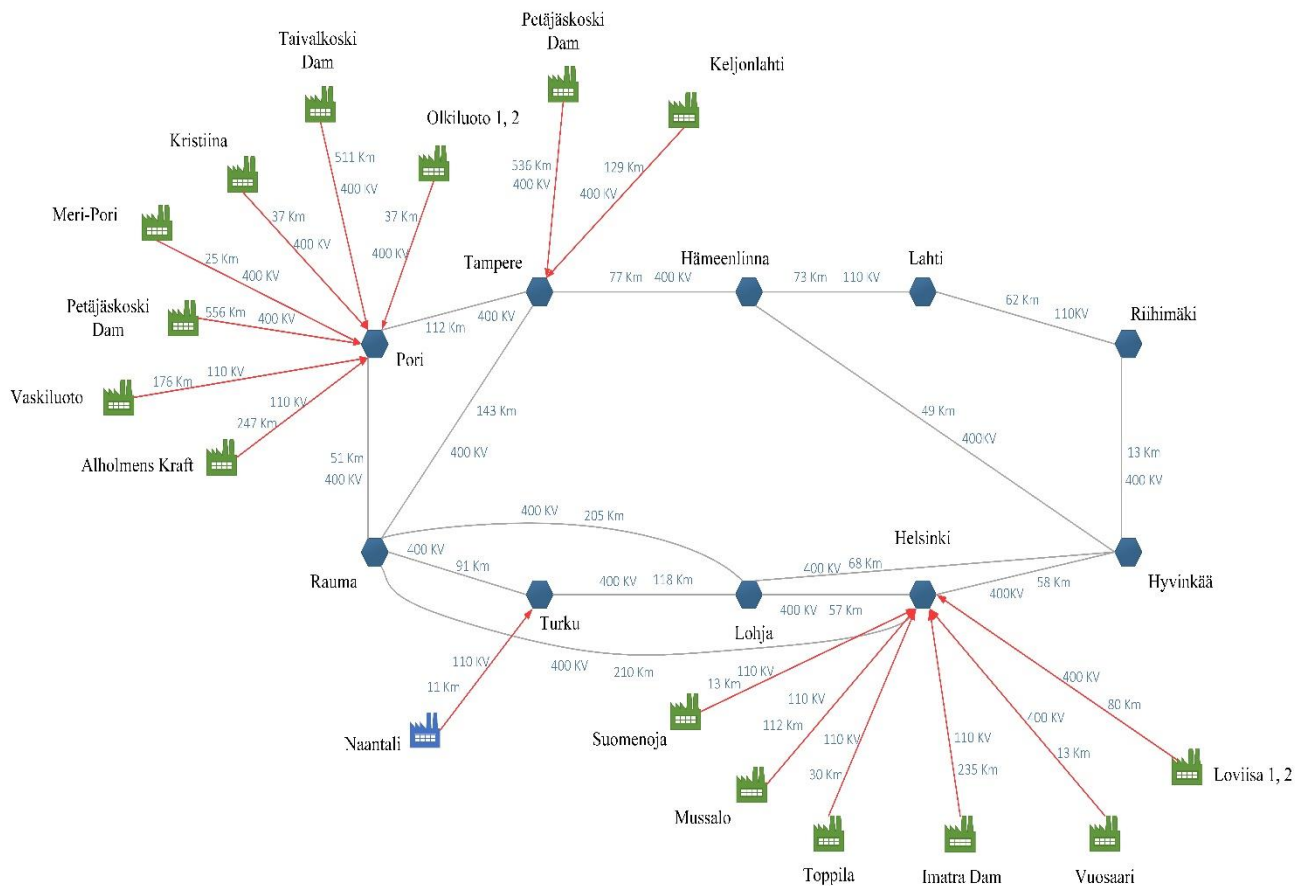 Taivalkoski
Dam
Petäjäskoski
Dam
Keljonlahti
Kristiina
Olkiluoto 1, 2
Meri-Pori
Petäjäskoski
Dam
Vaskiluoto
Alholmens Kraft
511 Km
400 KV
37 Km
400 KV
37 Km
400 KV
25 Km
400 KV
556 Km
400 KV
176 Km
110 KV
110 KV
247 Km
536 Km
400 KV
129 Km
400 KV
Tampere
Hämeenlinna
Lahti
Riihimäki
Pori
112 Km
400 KV
77 Km
400 KV
73 Km
110 KV
62 Km
110KV
143 Km
400 KV
51 Km
400 KV
49 Km
400KV
13 Km
400 KV
400 KV
205 Km
Helsinki
Rauma
400 KV
91 Km
400 KV
118 Km
400 KV
68 Km
400KV
58 Km
Hyvinkää
Turku
Lohja
400 KV
57 Km
400 KV
210 Km
110 KV
11 Km
Naantali
110 KV
13 Km
Suomenoja
110 KV
112 Km
Mussalo
110 KV
30 Km
Toppila
110 KV
235 Km
Imatra Dam
400 KV
13 Km
Vuosaari
400 KV
80 Km
Loviisa 1, 2